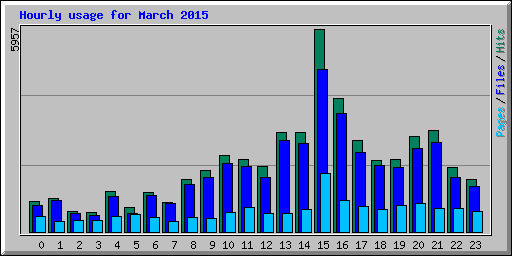 Hourly usage for March 2015
5957
Pages / Files / Hits
0 1 2 3 4 5 6 7 8 9 10 11 12 13 14 15 16 17 18 19 20 21 22 23